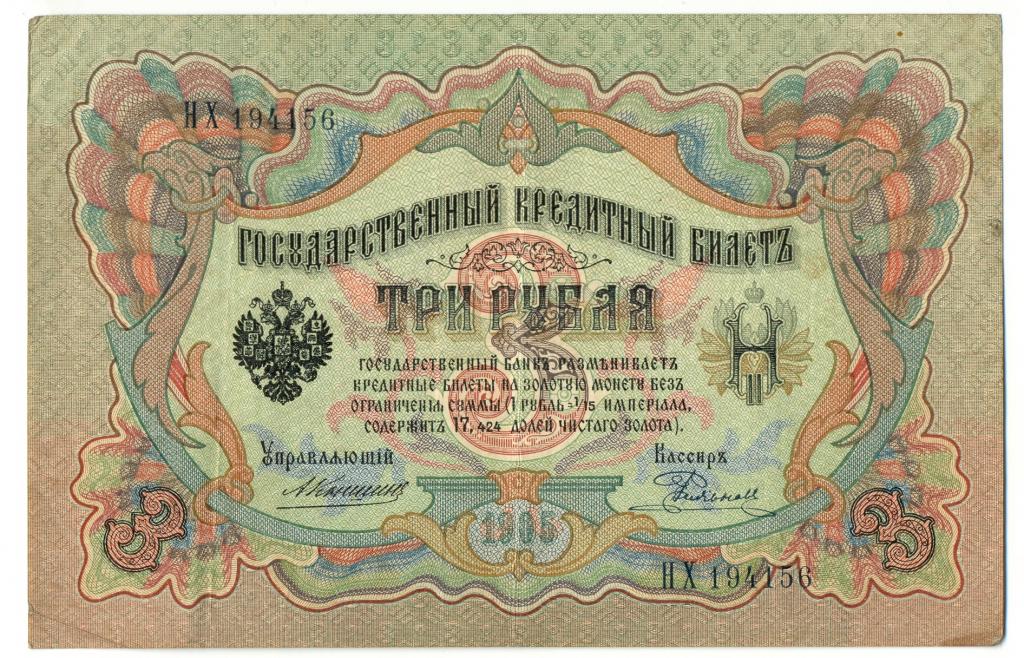 НХ 194156
ГОСУДАРСТВЕННЫЙ КРЕДИТНЫЙ БИЛЕТЪ
ТРИ РУБЛЯ
ГОСУДАРСТВЕННЫЙ БАНКЪ РАЗМѢНИВАЕТЪ
КРЕДИТНЫЕ БИЛЕТЫ НА ЗОЛОТУЮ МОНЕТУ БЕЗЪ
ОГРАНИЧЕНІЯ СУММЫ (1 РУБЛЬ = 1/15 ИМПЕРІАЛА,
СОДЕРЖИТЪ 17,424 ДОЛЕЙ ЧИСТАГО ЗОЛОТА).
Управляющій
Кассиръ
АКоншинъ
3
1905
3
НХ 194156